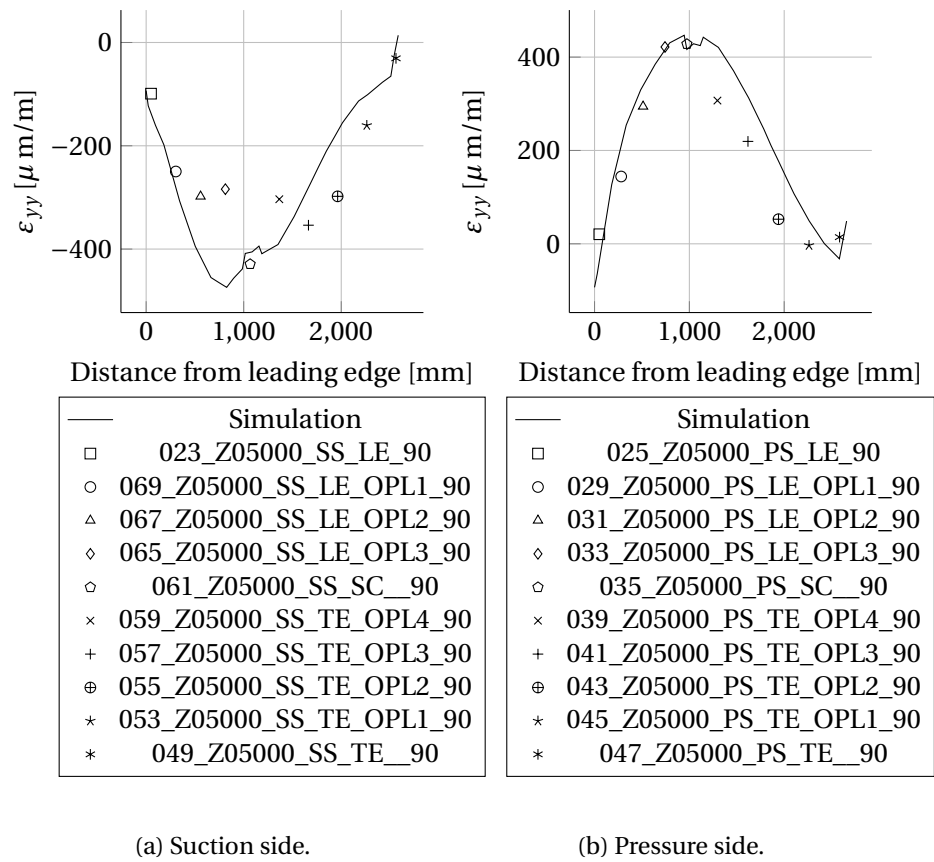 0
−200
−400
εyy [μ m/m]
0
1,000
2,000
Distance from leading edge [mm]
Simulation
023_Z05000_SS_LE_90
069_Z05000_SS_LE_OPL1_90
067_Z05000_SS_LE_OPL2_90
065_Z05000_SS_LE_OPL3_90
061_Z05000_SS_SC__90
059_Z05000_SS_TE_OPL4_90
057_Z05000_SS_TE_OPL3_90
055_Z05000_SS_TE_OPL2_90
053_Z05000_SS_TE_OPL1_90
049_Z05000_SS_TE__90
(a) Suction side.
400
200
0
εyy [μ m/m]
0
1,000
2,000
Distance from leading edge [mm]
Simulation
025_Z05000_PS_LE_90
029_Z05000_PS_LE_OPL1_90
031_Z05000_PS_LE_OPL2_90
033_Z05000_PS_LE_OPL3_90
035_Z05000_PS_SC__90
039_Z05000_PS_TE_OPL4_90
041_Z05000_PS_TE_OPL3_90
043_Z05000_PS_TE_OPL2_90
045_Z05000_PS_TE_OPL1_90
047_Z05000_PS_TE__90
(b) Pressure side.